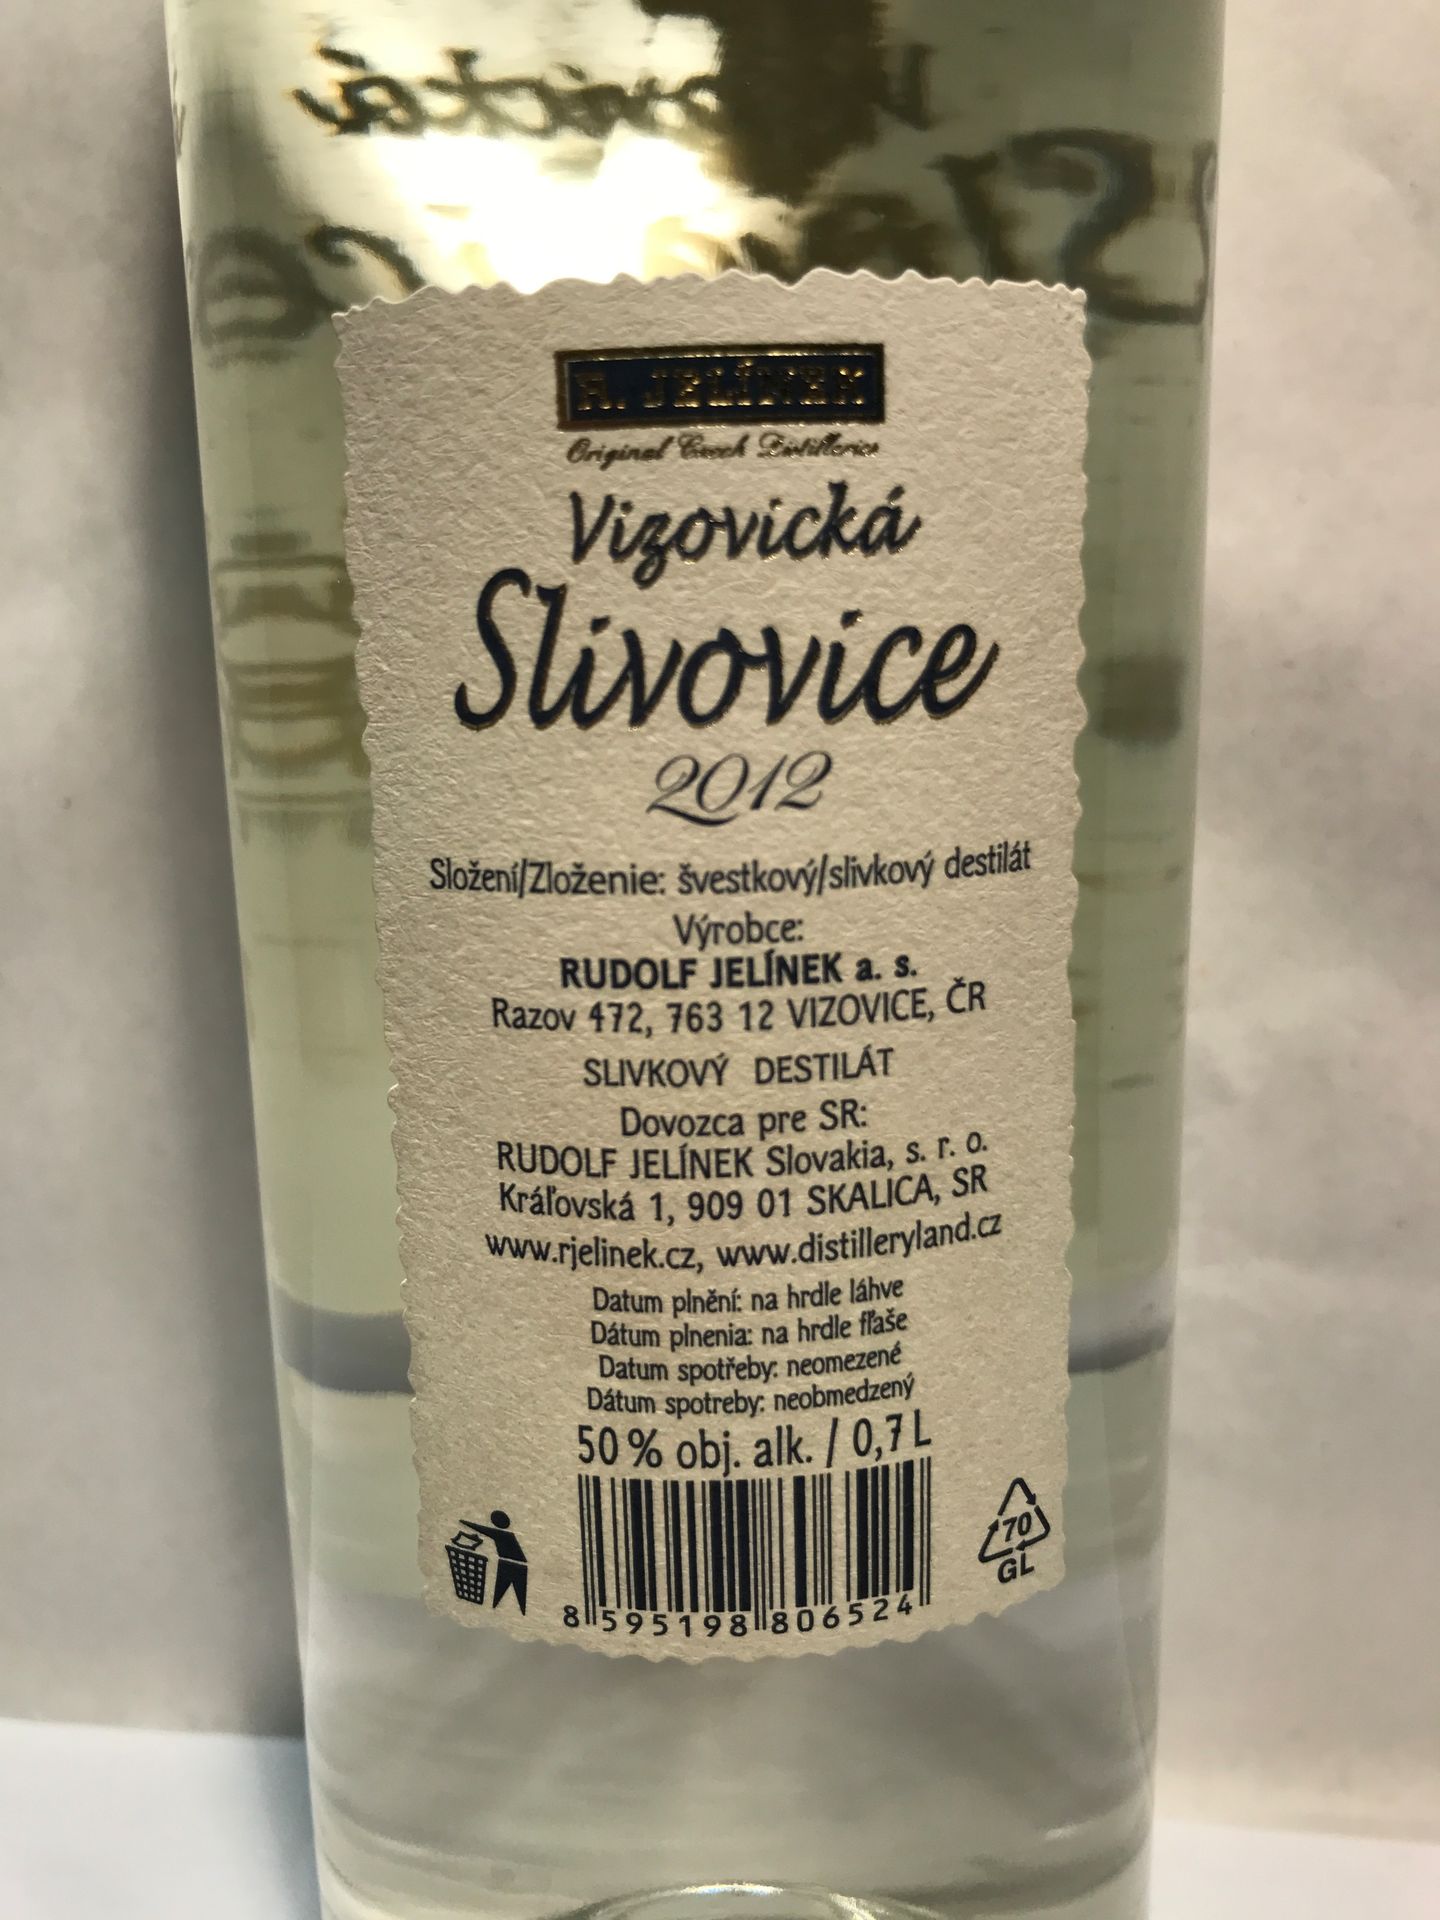 R. JELÍNEK
Original Czech Distilleries
Vizovická
Slivovice
2012
Složení/Zloženie: švestkový/slivkový destilát
Výrobce:
RUDOLF JELÍNEK a. s.
Razov 472, 763 12 VIZOVICE, ČR
SLIVKOVÝ DESTILÁT
Dovozca pre SR:
RUDOLF JELÍNEK Slovakia, s. r. o.
Kráľovská 1, 909 01 SKALICA, SR
www.rjelinek.cz, www.distilleryland.cz
Datum plnění: na hrdle láhve
Dátum plnenia: na hrdle fľaše
Datum spotřeby: neomezené
Dátum spotreby: neobmedzený
50 % obj. alk. / 0,7 L
70
GL
8 595198 806524